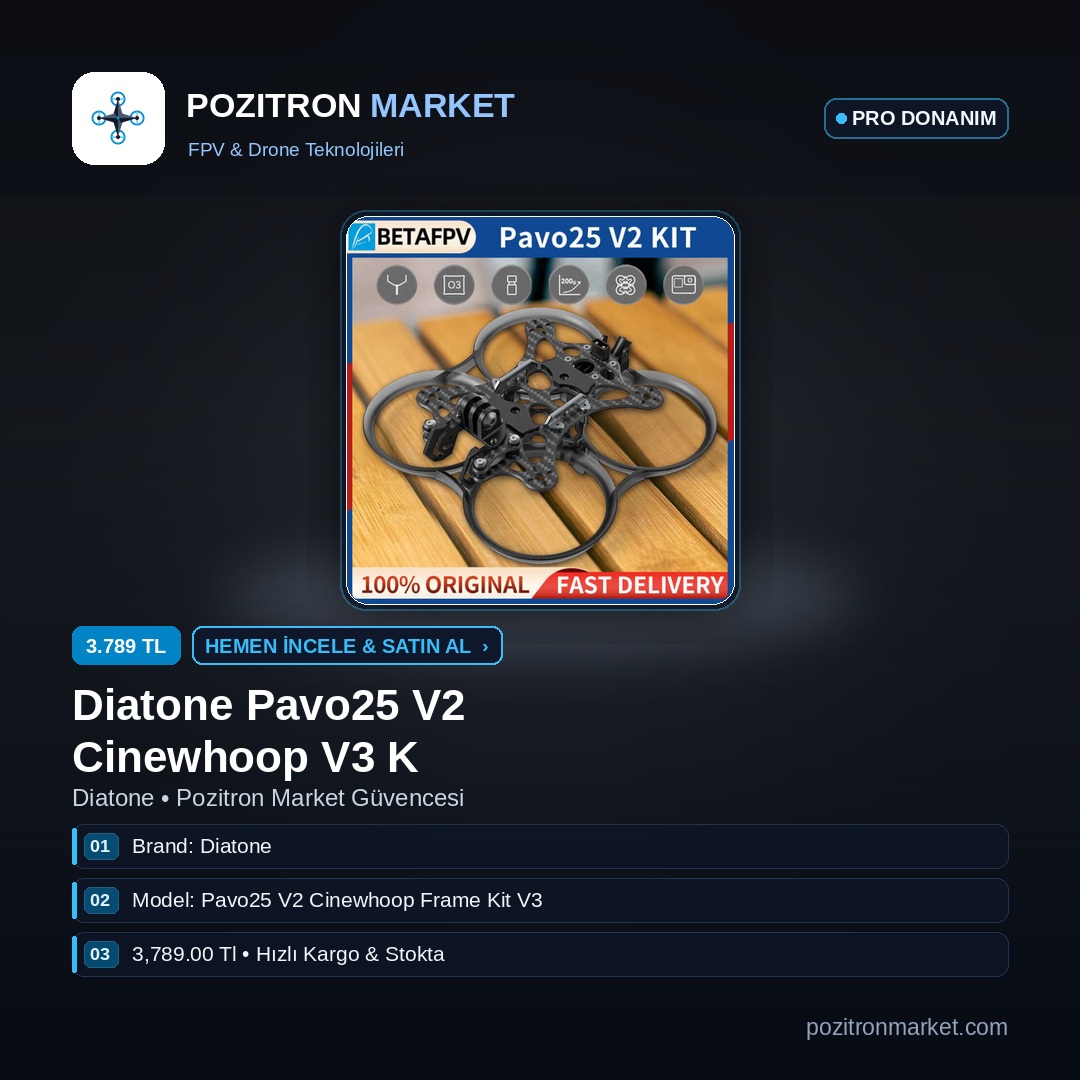 POZITRON MARKET
FPV & Drone Teknolojileri
PRO DONANIM
BETAFPV Pavo25 V2 KIT
O3
200g
100% ORIGINAL FAST DELIVERY
3.789 TL
HEMEN İNCELE & SATIN AL ›
Diatone Pavo25 V2
Cinewhoop V3 K
Diatone • Pozitron Market Güvencesi
01 Brand: Diatone
02 Model: Pavo25 V2 Cinewhoop Frame Kit V3
03 3,789.00 Tl • Hızlı Kargo & Stokta
pozitronmarket.com